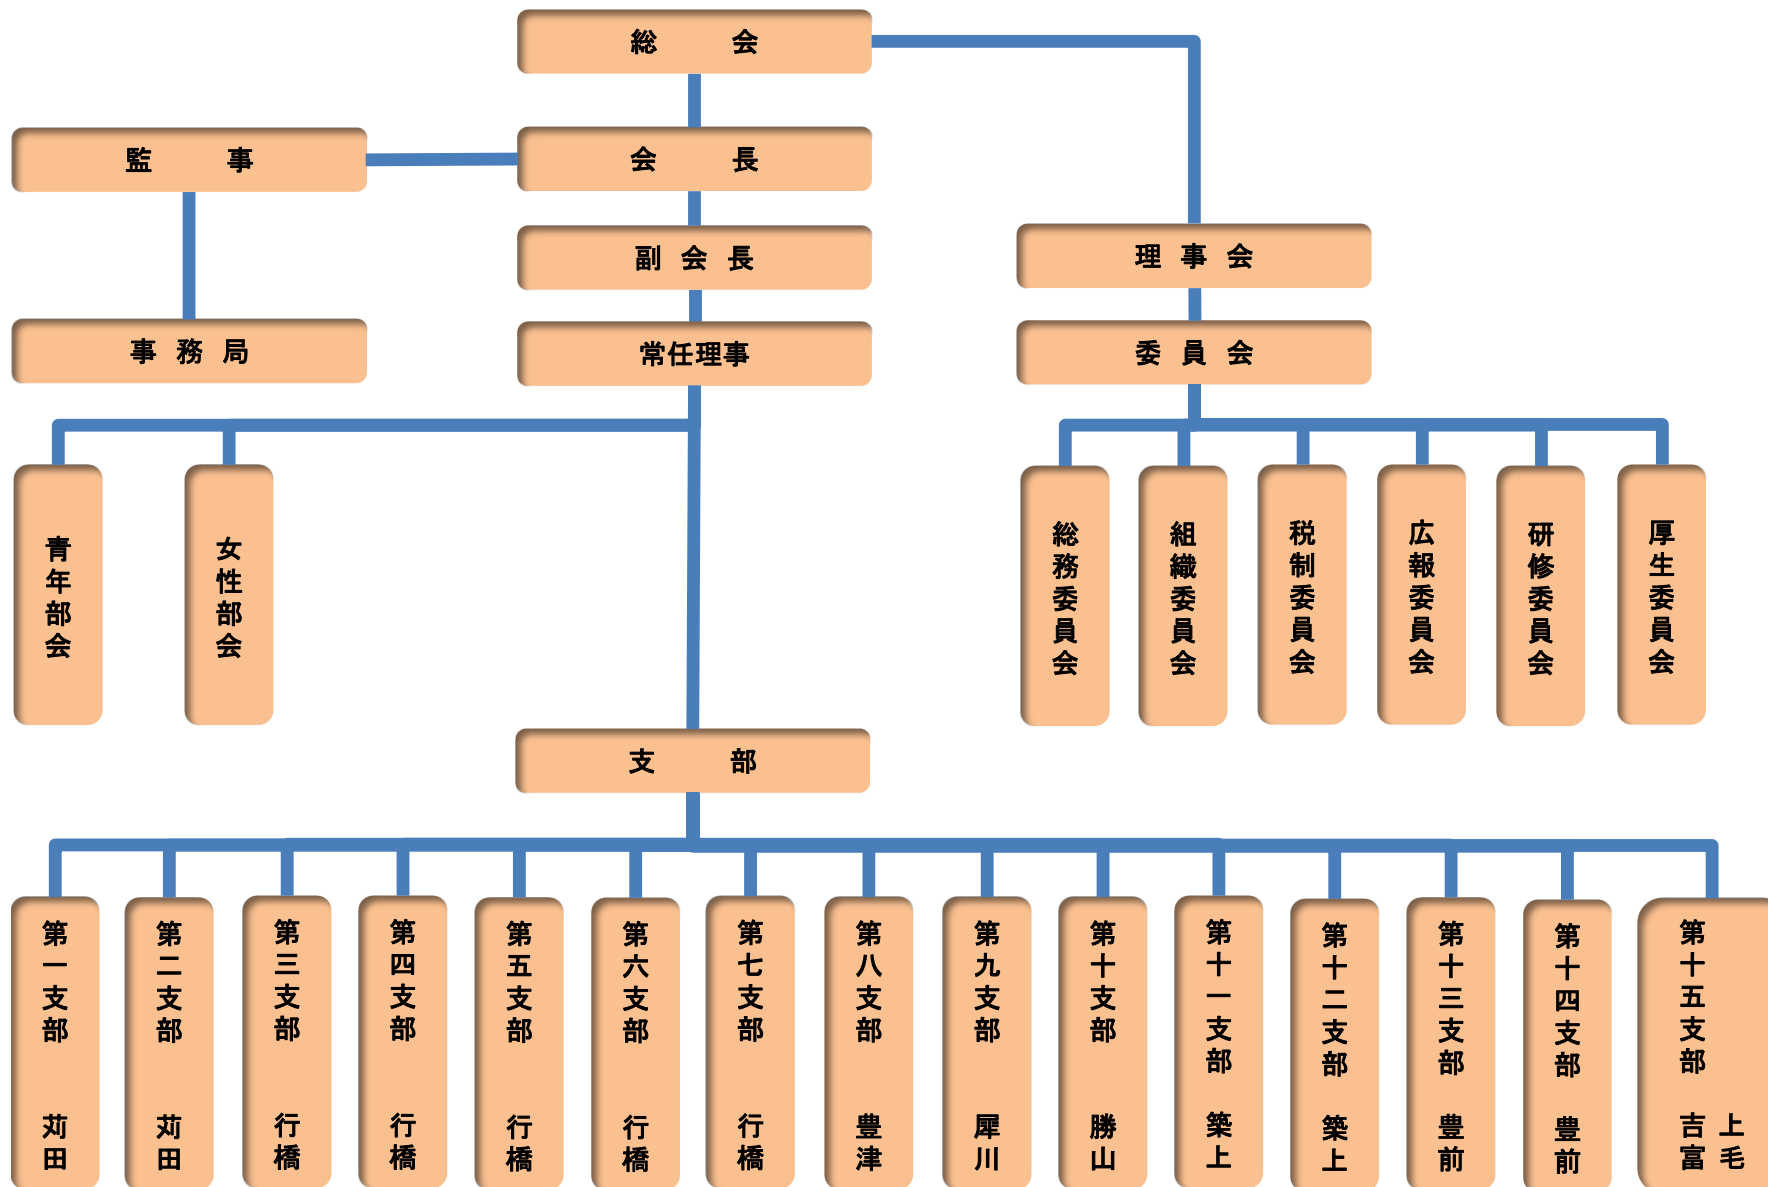 総　会
監　事
会　長
副 会 長
理 事 会
事 務 局
常任理事
委 員 会
青年部会
女性部会
総務委員会
組織委員会
税制委員会
広報委員会
研修委員会
厚生委員会
支　部
第一支部　苅田
第二支部　苅田
第三支部　行橋
第四支部　行橋
第五支部　行橋
第六支部　行橋
第七支部　行橋
第八支部　豊津
第九支部　犀川
第十支部　勝山
第十一支部　築上
第十二支部　築上
第十三支部　豊前
第十四支部　豊前
上毛
第十五支部　吉富